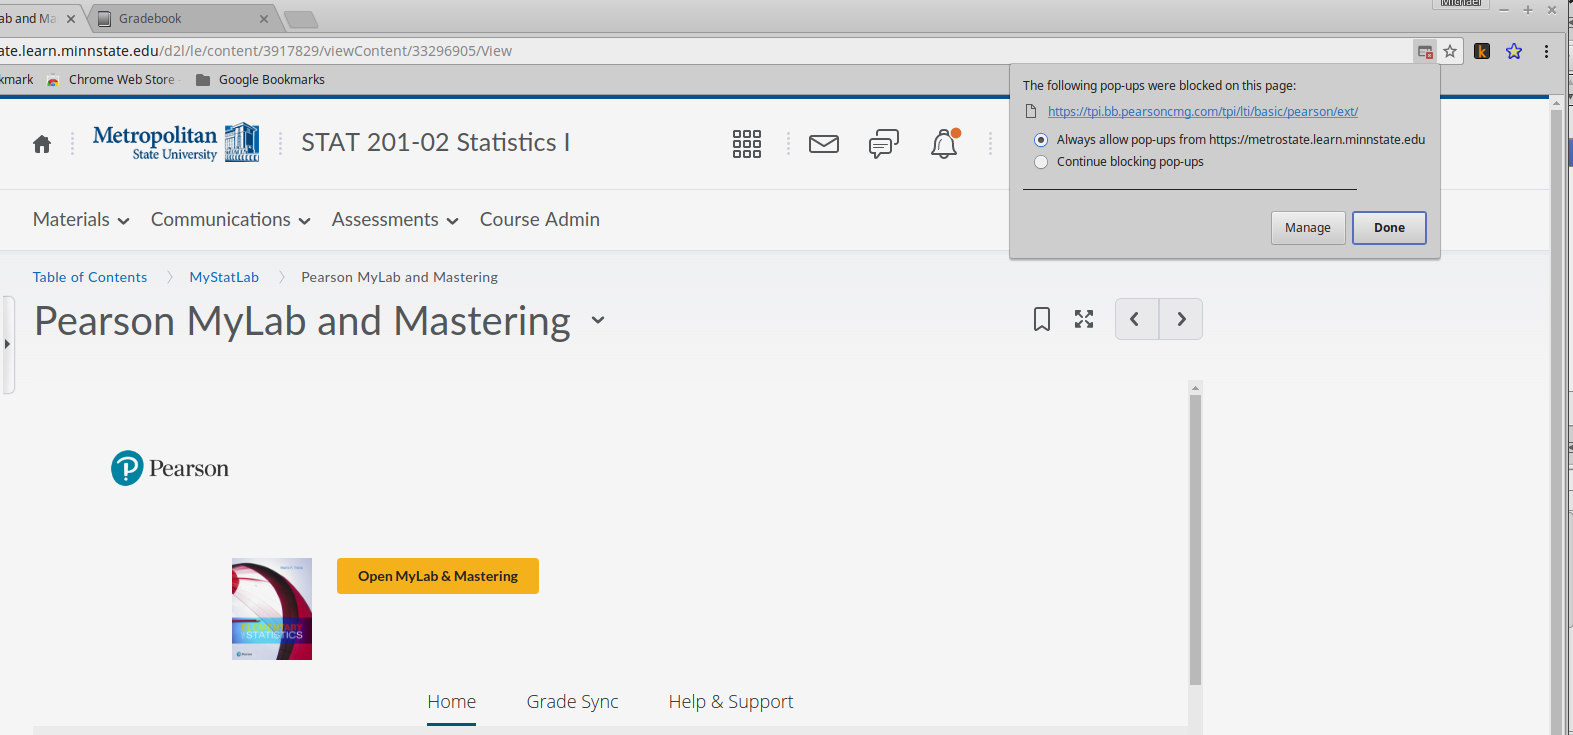 Michael
ab and Ma
Gradebook
ate.learn.minnstate.edu/d2l/le/content/3917829/viewContent/33296905/View
kmark
Chrome Web Store
Google Bookmarks
The following pop-ups were blocked on this page:
https://tpi.bb.pearsoncmg.com/tpi/lti/basic/pearson/ext/
Always allow pop-ups from https://metrostate.learn.minnstate.edu
Continue blocking pop-ups
Manage
Done
Metropolitan
State University
STAT 201-02 Statistics I
Materials
Communications
Assessments
Course Admin
Table of Contents
MyStatLab
Pearson MyLab and Mastering
Pearson MyLab and Mastering
Pearson
Open MyLab & Mastering
ELEMENTARY
STATISTICS
Pearson
Home
Grade Sync
Help & Support